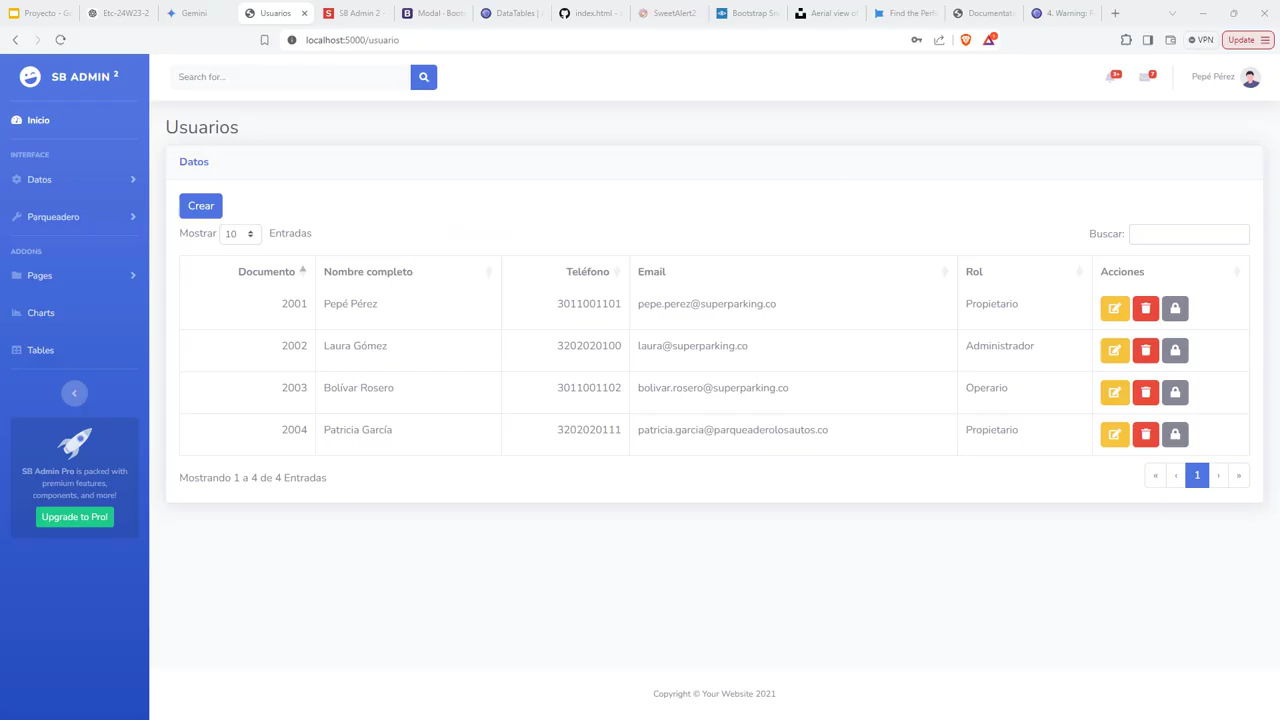 Proyecto - G
Etc-24W23-2
Gemini
Usuarios
SB Admin 2
Modal · Boot
DataTables |
index.html -
SweetAlert2
Bootstrap Sn
Aerial view of
Find the Perf
Documentat
4. Warning: F
localhost:5000/usuario
VPN
Update
SB ADMIN 2
Search for...
3+
7
Pepé Pérez
Inicio
INTERFACE
Datos
Parqueadero
ADDONS
Pages
Charts
Tables
SB Admin Pro is packed with
premium features,
components, and more!
Upgrade to Pro!
Usuarios
Datos
Crear
Mostrar 10 Entradas
Buscar:
Documento Nombre completo Teléfono Email Rol Acciones
2001 Pepé Pérez 3011001101 pepe.perez@superparking.co Propietario
2002 Laura Gómez 3202020100 laura@superparking.co Administrador
2003 Bolívar Rosero 3011001102 bolivar.rosero@superparking.co Operario
2004 Patricia García 3202020111 patricia.garcia@parqueaderolosautos.co Propietario
Mostrando 1 a 4 de 4 Entradas
« ‹ 1 › »
Copyright © Your Website 2021